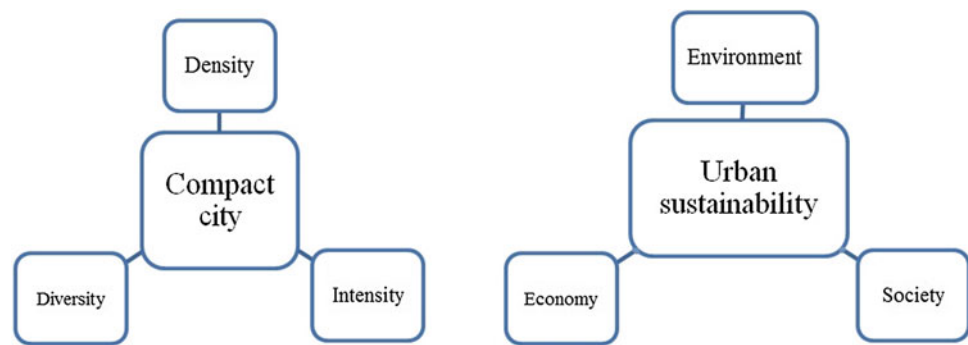 Density
Compact
city
Diversity
Intensity
Environment
Urban
sustainability
Economy
Society